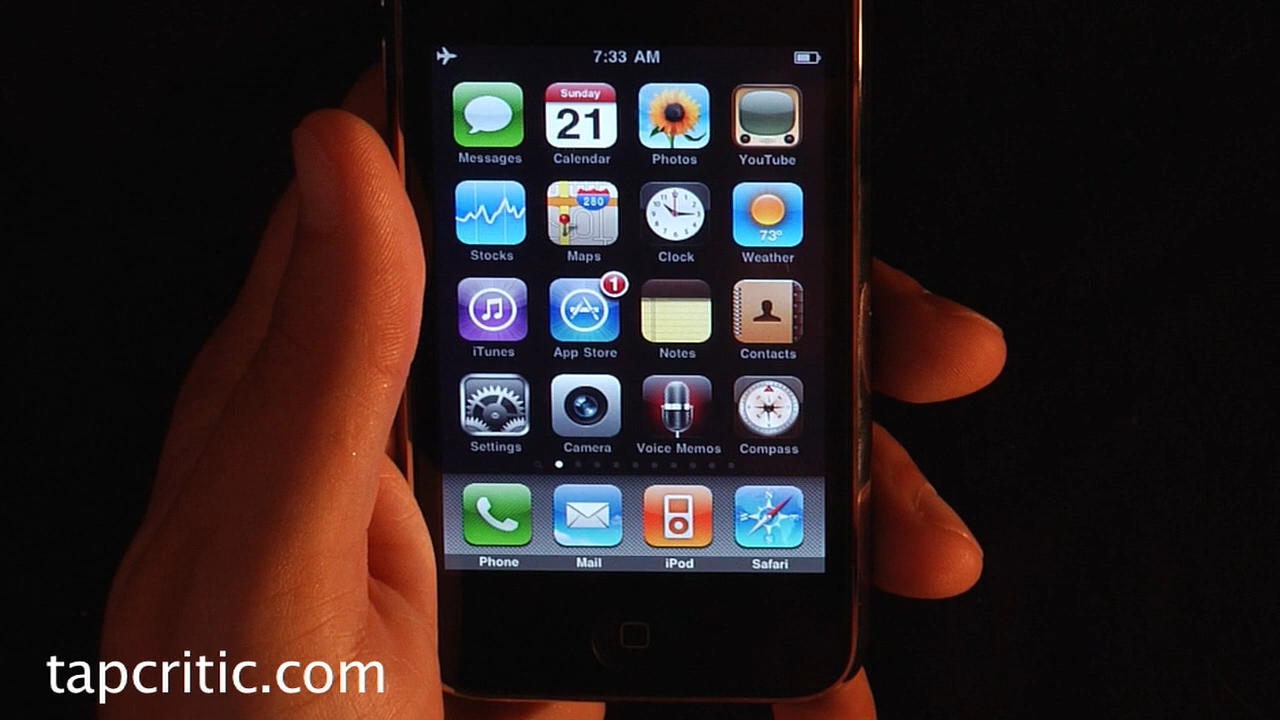 7:33 AM
Sunday
21
Messages Calendar Photos YouTube
280
73°
Stocks Maps Clock Weather
1
iTunes App Store Notes Contacts
Settings Camera Voice Memos Compass
Phone Mail iPod Safari
tapcritic.com